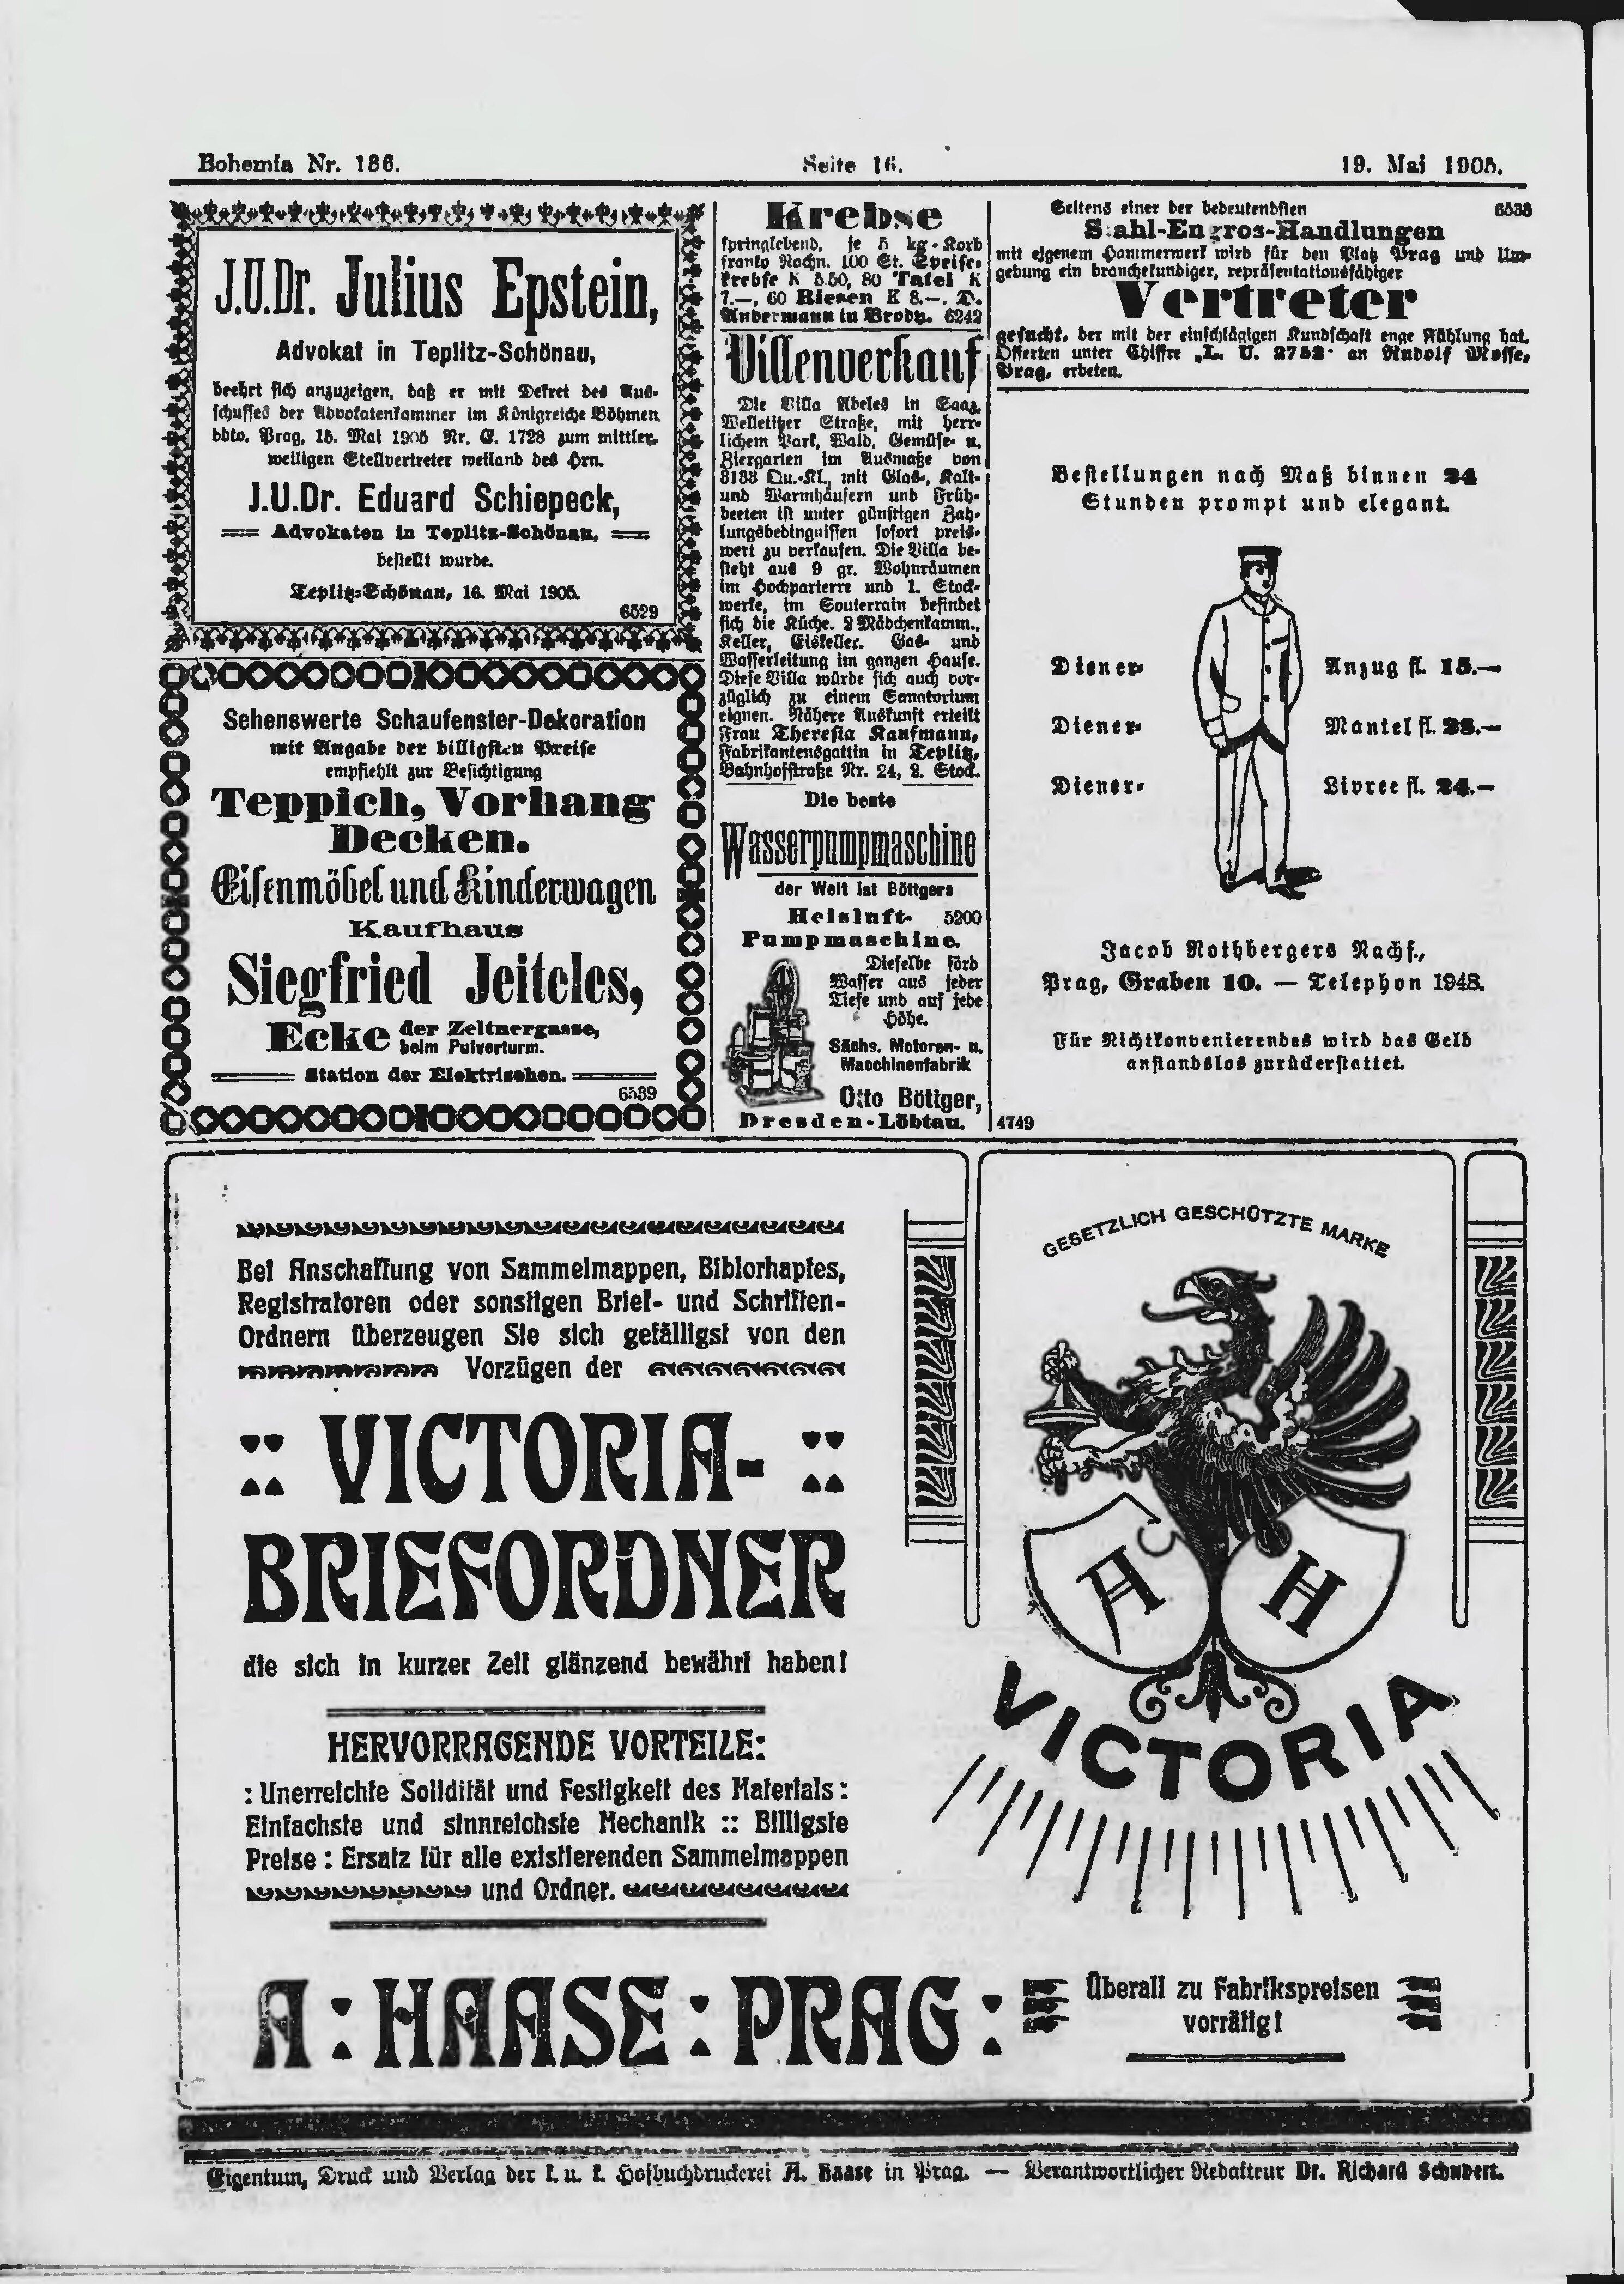 Bohemia Nr. 136.
Seite 16.
19. Mai 1905.
J.U.Dr. Julius Epstein,
Advokat in Teplitz-Schönau,
beehrt sich anzuzeigen, daß er mit Dekret des Aus-
schusses der Advokatenkammer im Königreiche Böhmen,
ddto. Prag, 15. Mai 1905 Nr. E. 1728 zum mittler-
weiligen Stellvertreter weiland des Hrn.
J.U.Dr. Eduard Schiepeck,
Advokaten in Teplitz-Schönau,
bestellt wurde.
Teplitz-Schönau, 16. Mai 1905.
6529
Sehenswerte Schaufenster-Dekoration
mit Angabe der billigsten Preise
empfiehlt zur Besichtigung
Teppich, Vorhang
Decken.
Eisenmöbel und Kinderwagen
Kaufhaus
Siegfried Jeiteles,
Ecke der Zeltnergasse,
beim Pulverturm.
Station der Elektrischen.
6539
Krebse
springlebend, je 5 kg-Korb
franko Nachn. 100 St. Speise-
krebse K 5.50, 80 Tafel K
7.—, 60 Riesen K 8.—. D.
Andermann in Brody. 6242
Villenverkauf
Die Villa Abeles in Saaz,
Welletitzer Straße, mit herr-
lichem Park, Wald, Gemüse- u.
Ziergarten im Ausmaße von
3133 Qu.-Kl., mit Glas-, Kalt-
und Warmhäusern und Früh-
beeten ist unter günstigen Zah-
lungsbedingnissen sofort preis-
wert zu verkaufen. Die Villa be-
steht aus 9 gr. Wohnräumen
im Hochparterre und 1. Stock-
werke, im Souterrain befindet
sich die Küche. 2 Mädchenkamm.,
Keller, Eiskeller. Gas- und
Wasserleitung im ganzen Hause.
Diese Villa würde sich auch vor-
züglich zu einem Sanatorium
eignen. Nähere Auskunft erteilt
Frau Theresia Kaufmann,
Fabrikantensgattin in Teplitz,
Bahnhofstraße Nr. 24, 2. Stock.
Die beste
Wasserpumpmaschine
der Welt ist Böttgers
Heisluft- 5200
Pumpmaschine.
Dieselbe förd
Wasser aus jeder
Tiefe und auf jede
Höhe.
Sächs. Motoren- u.
Maschinenfabrik
Otto Böttger,
Dresden-Löbtau.
Seitens einer der bedeutendsten 6533
Stahl-Engros-Handlungen
mit eigenem Hammerwerk wird für den Platz Prag und Um-
gebung ein branchekundiger, repräsentationsfähiger
Vertreter
gesucht, der mit der einschlägigen Kundschaft enge Fühlung hat.
Offerten unter Chiffre „L. U. 2752" an Rudolf Mosse,
Prag, erbeten.
Bestellungen nach Maß binnen 24
Stunden prompt und elegant.
Diener- Anzug fl. 15.—
Diener- Mantel fl. 23.—
Diener- Livree fl. 24.—
Jacob Rothbergers Nachf.,
Prag, Graben 10. — Telephon 1948.
Für Nichtkonvenierendes wird das Geld
anstandslos zurückerstattet.
4749
Bei Anschaffung von Sammelmappen, Biblorhaptes,
Registratoren oder sonstigen Brief- und Schriften-
Ordnern überzeugen Sie sich gefälligst von den
Vorzügen der
:: VICTORIA- ::
BRIEFORDNER
die sich in kurzer Zeit glänzend bewährt haben!
HERVORRAGENDE VORTEILE:
: Unerreichte Solidität und Festigkeit des Materials :
Einfachste und sinnreichste Mechanik :: Billigste
Preise : Ersatz für alle existierenden Sammelmappen
und Ordner.
GESETZLICH GESCHÜTZTE MARKE
A H
VICTORIA
A : HAASE : PRAG :
Überall zu Fabrikspreisen
vorrätig!
Eigentum, Druck und Verlag der k. u. k. Hofbuchdruckerei A. Haase in Prag. — Verantwortlicher Redakteur Dr. Richard Schubert.